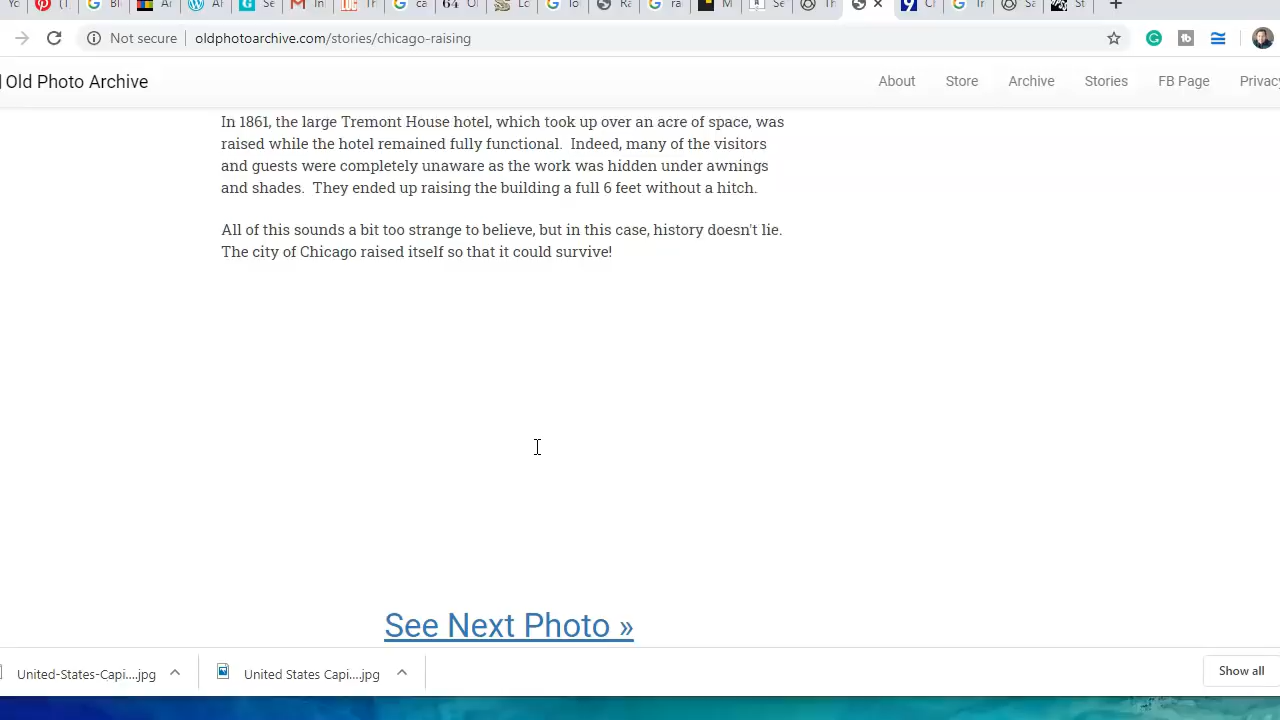 Not secure
oldphotoarchive.com/stories/chicago-raising
Old Photo Archive
About
Store
Archive
Stories
FB Page
Privacy
In 1861, the large Tremont House hotel, which took up over an acre of space, was
raised while the hotel remained fully functional.  Indeed, many of the visitors
and guests were completely unaware as the work was hidden under awnings
and shades.  They ended up raising the building a full 6 feet without a hitch.
All of this sounds a bit too strange to believe, but in this case, history doesn't lie.
The city of Chicago raised itself so that it could survive!
See Next Photo »
United-States-Capi....jpg
United States Capi....jpg
Show all